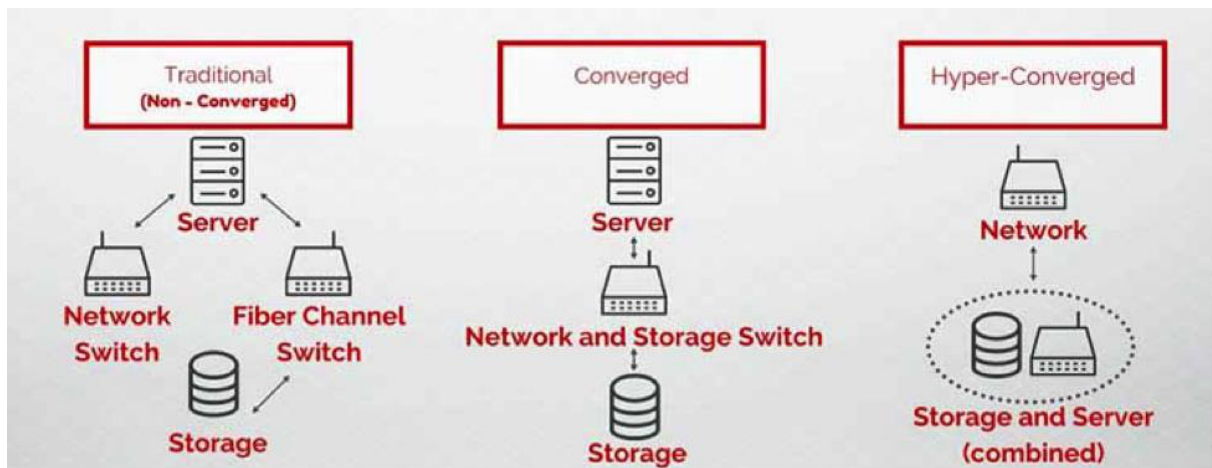 Traditional
(Non - Converged)
Server
Network
Switch
Fiber Channel
Switch
Storage
Converged
Server
Network and Storage Switch
Storage
Hyper-Converged
Network
Storage and Server
(combined)